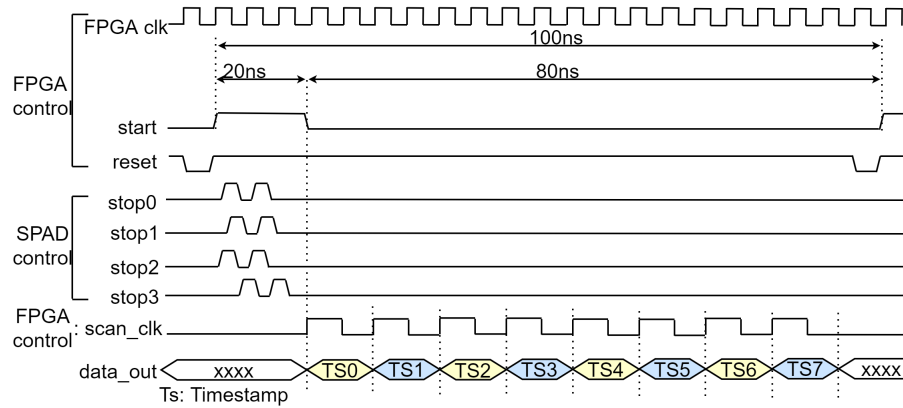 FPGA clk
100ns
20ns
80ns
FPGA
control
start
reset
stop0
SPAD
control
stop1
stop2
stop3
FPGA
control
: scan_clk
data_out
xxxx
TS0
TS1
TS2
TS3
TS4
TS5
TS6
TS7
xxxx
Ts: Timestamp